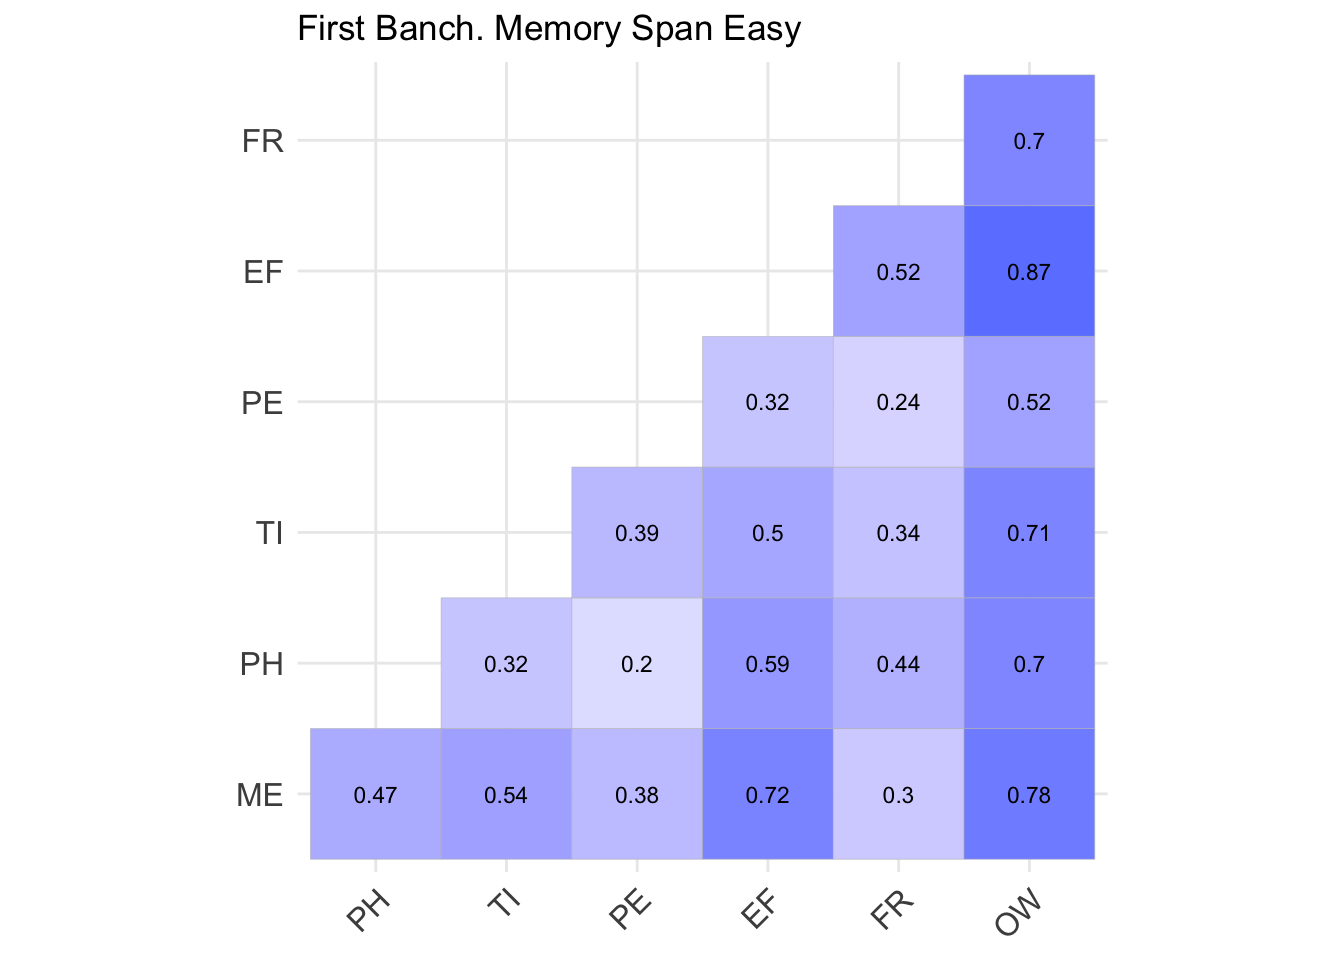 First Banch. Memory Span Easy
FR 0.7
EF 0.52 0.87
PE 0.32 0.24 0.52
TI 0.39 0.5 0.34 0.71
PH 0.32 0.2 0.59 0.44 0.7
ME 0.47 0.54 0.38 0.72 0.3 0.78
PH TI PE EF FR OW